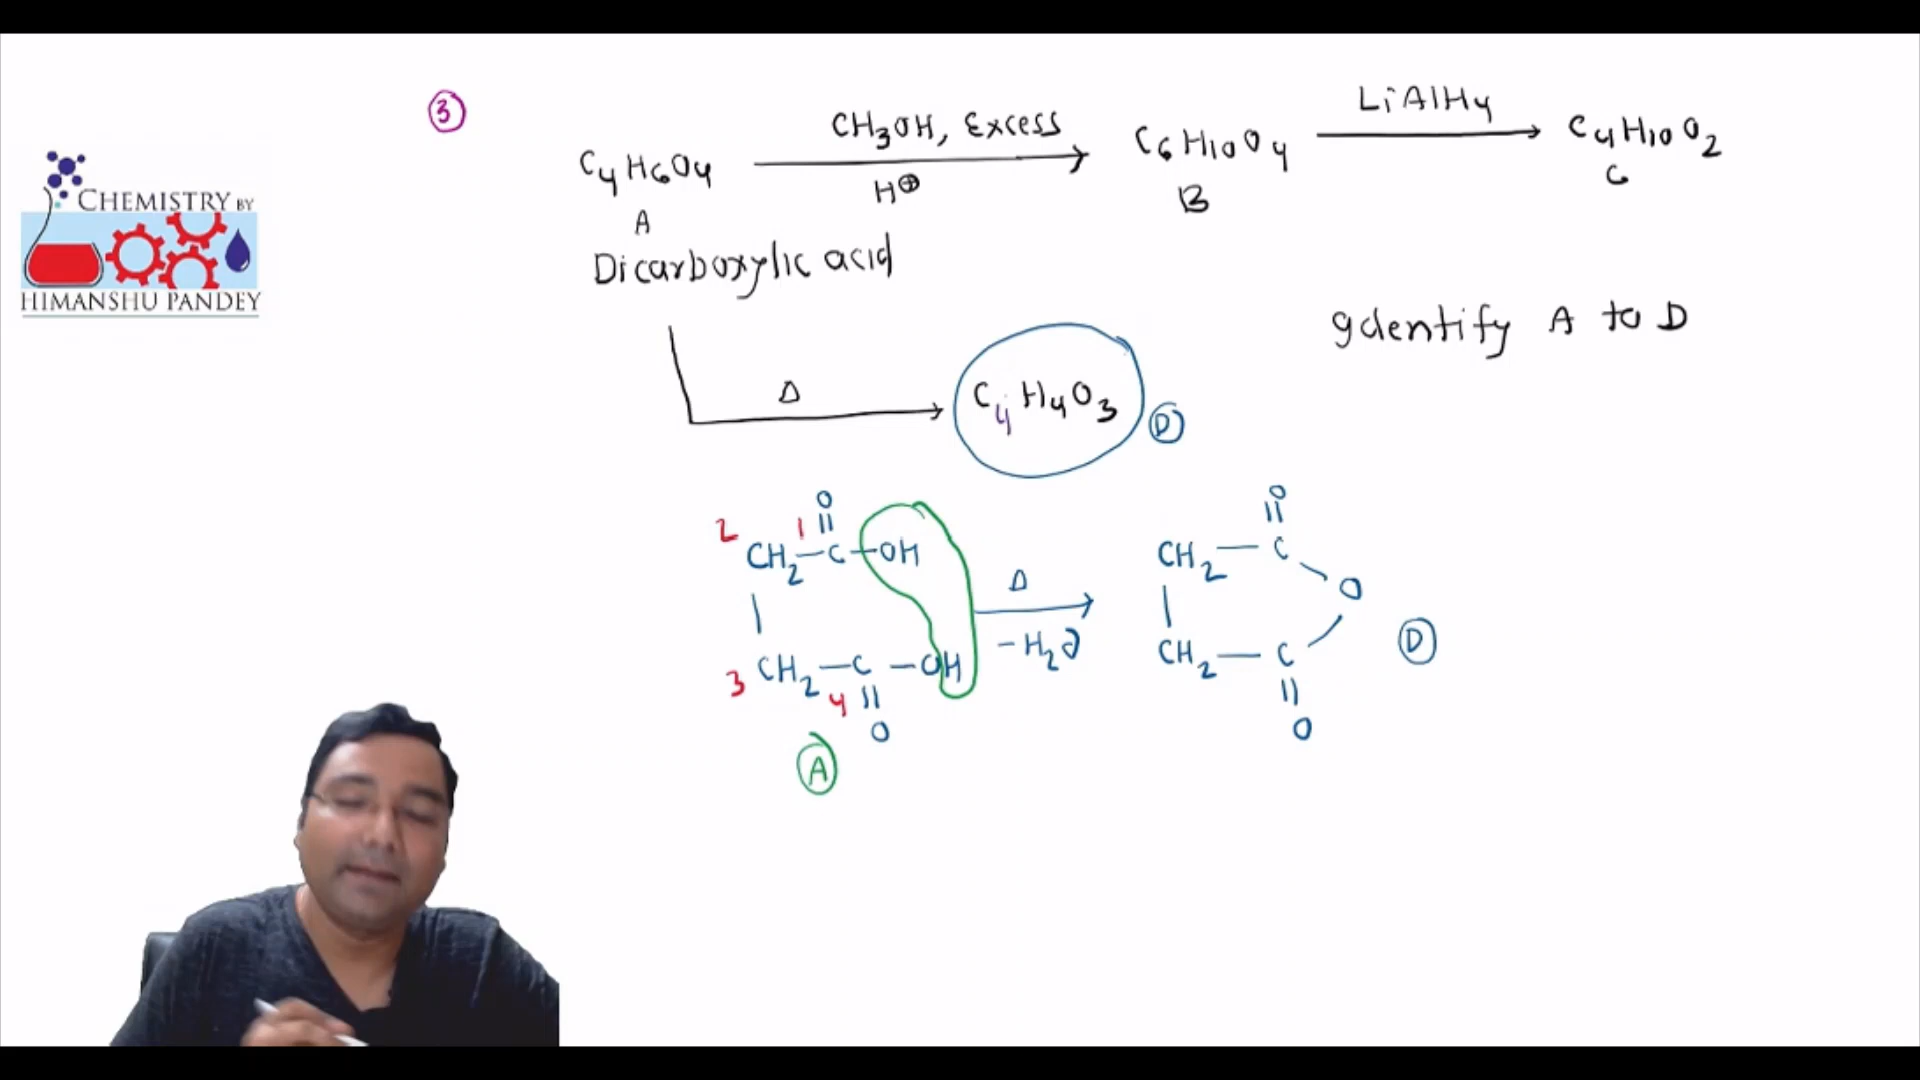 3
CHEMISTRY BY
HIMANSHU PANDEY
C4H6O4 CH3OH, Excess C6H10O4 LiAlH4 C4H10O2
A H⊕ B C
Dicarboxylic acid
Identify A to D
Δ C4H4O3 D
O O
2 CH2 1 C OH CH2 C
Δ O
-H2O
3 CH2 4 C OH CH2 C D
O O
A